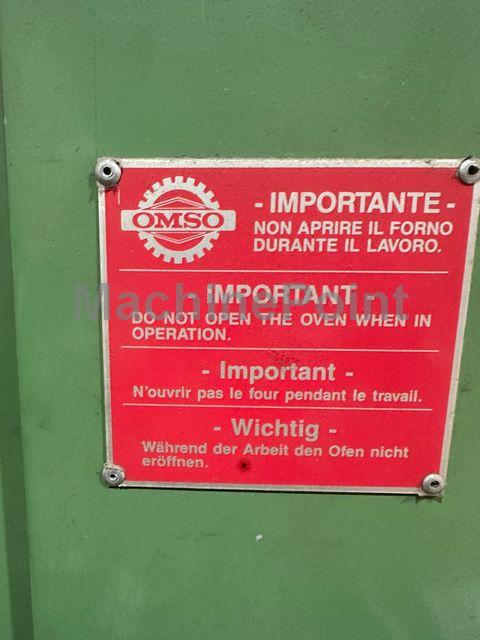 OMSO
- IMPORTANTE -
NON APRIRE IL FORNO
DURANTE IL LAVORO.
IMPORTANT -
MachinePoint
DO NOT OPEN THE OVEN WHEN IN
OPERATION.
- Important -
N'ouvrir pas le four pendant le travail.
- Wichtig -
Während der Arbeit den Ofen nicht
eröffnen.